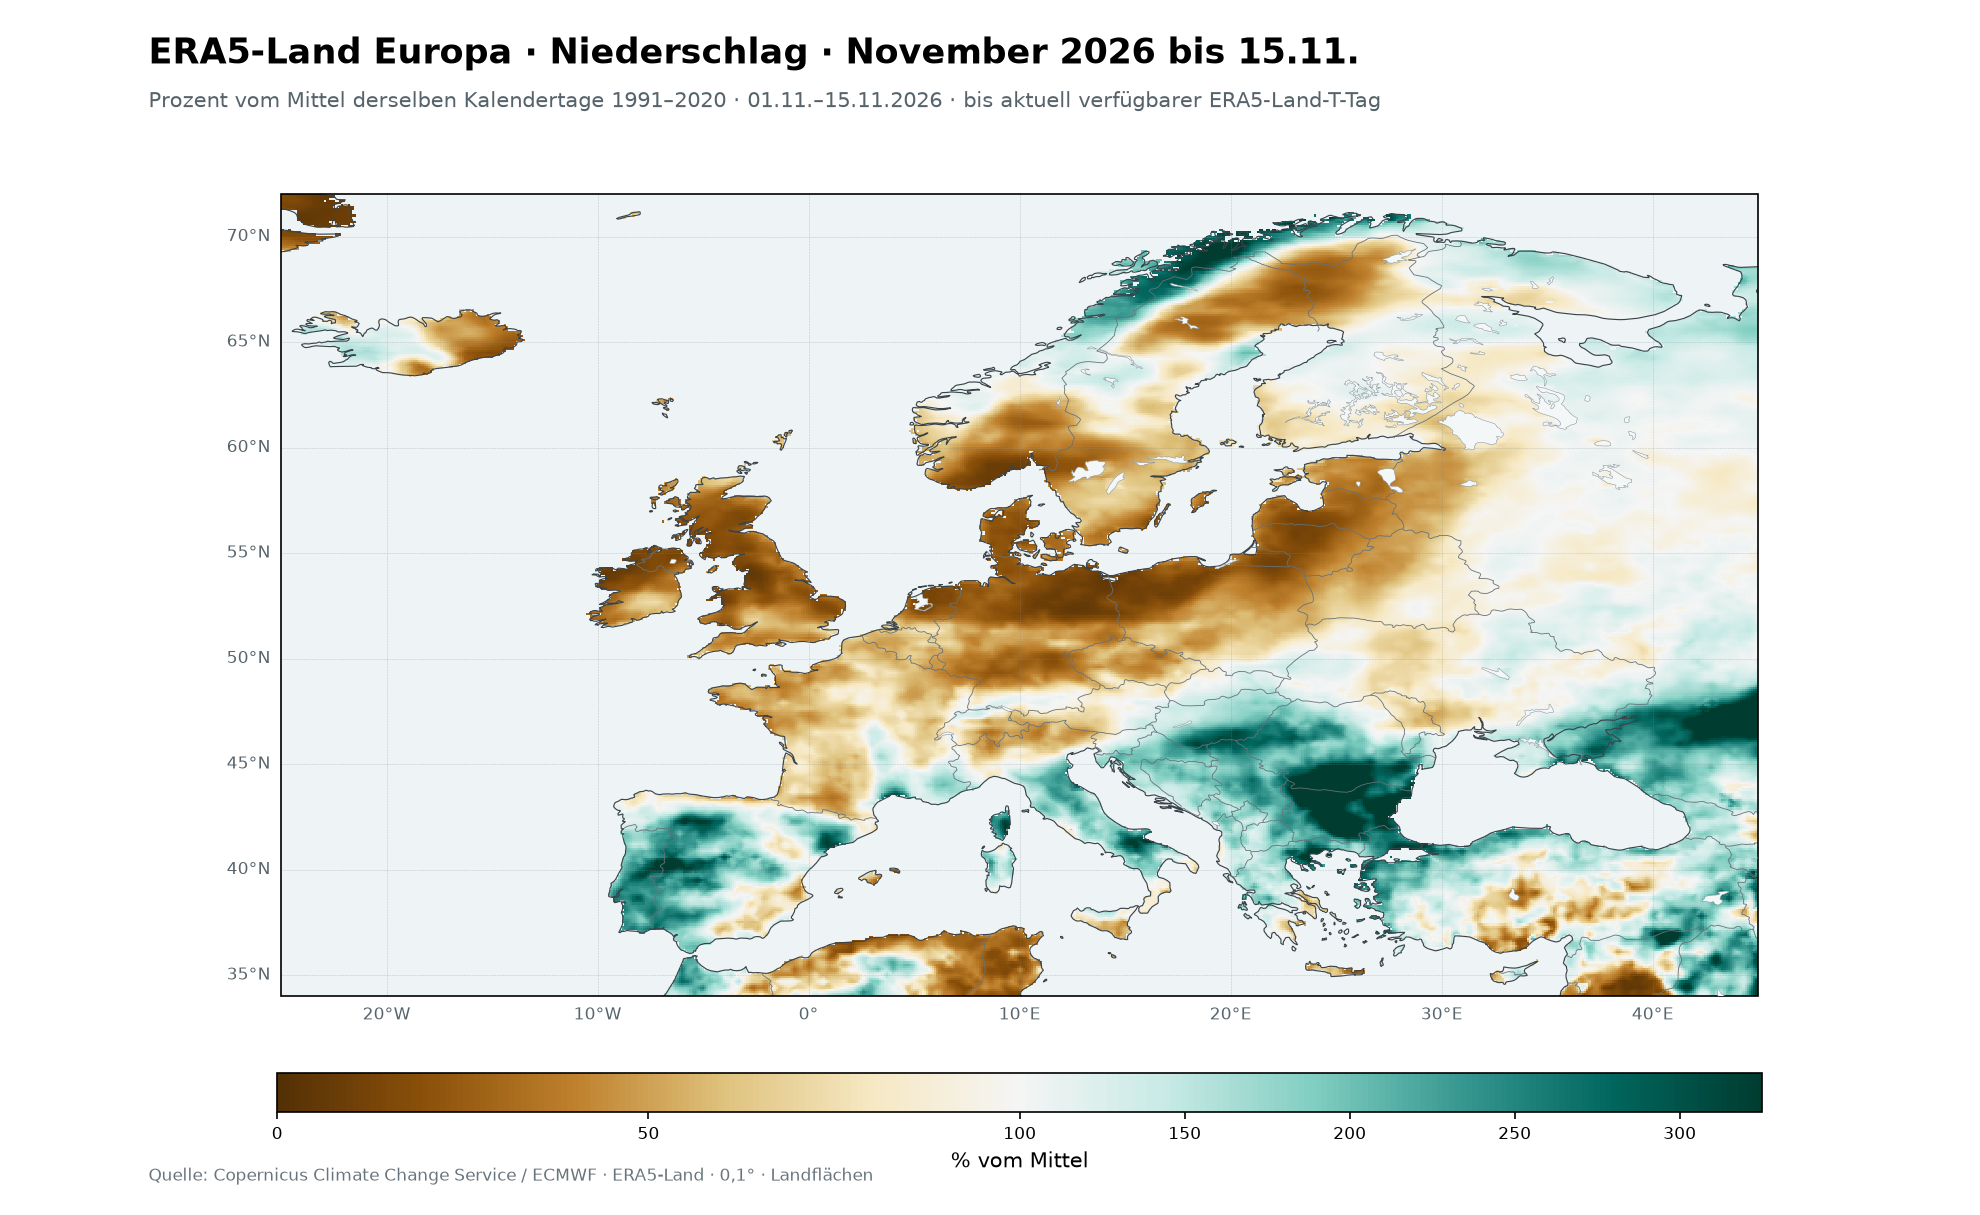 ERA5-Land Europa · Niederschlag · November 2026 bis 15.11.
Prozent vom Mittel derselben Kalendertage 1991–2020 · 01.11.–15.11.2026 · bis aktuell verfügbarer ERA5-Land-T-Tag
70°N
65°N
60°N
55°N
50°N
45°N
40°N
35°N
20°W 10°W 0° 10°E 20°E 30°E 40°E
0 50 100 150 200 250 300
% vom Mittel
Quelle: Copernicus Climate Change Service / ECMWF · ERA5-Land · 0,1° · Landflächen